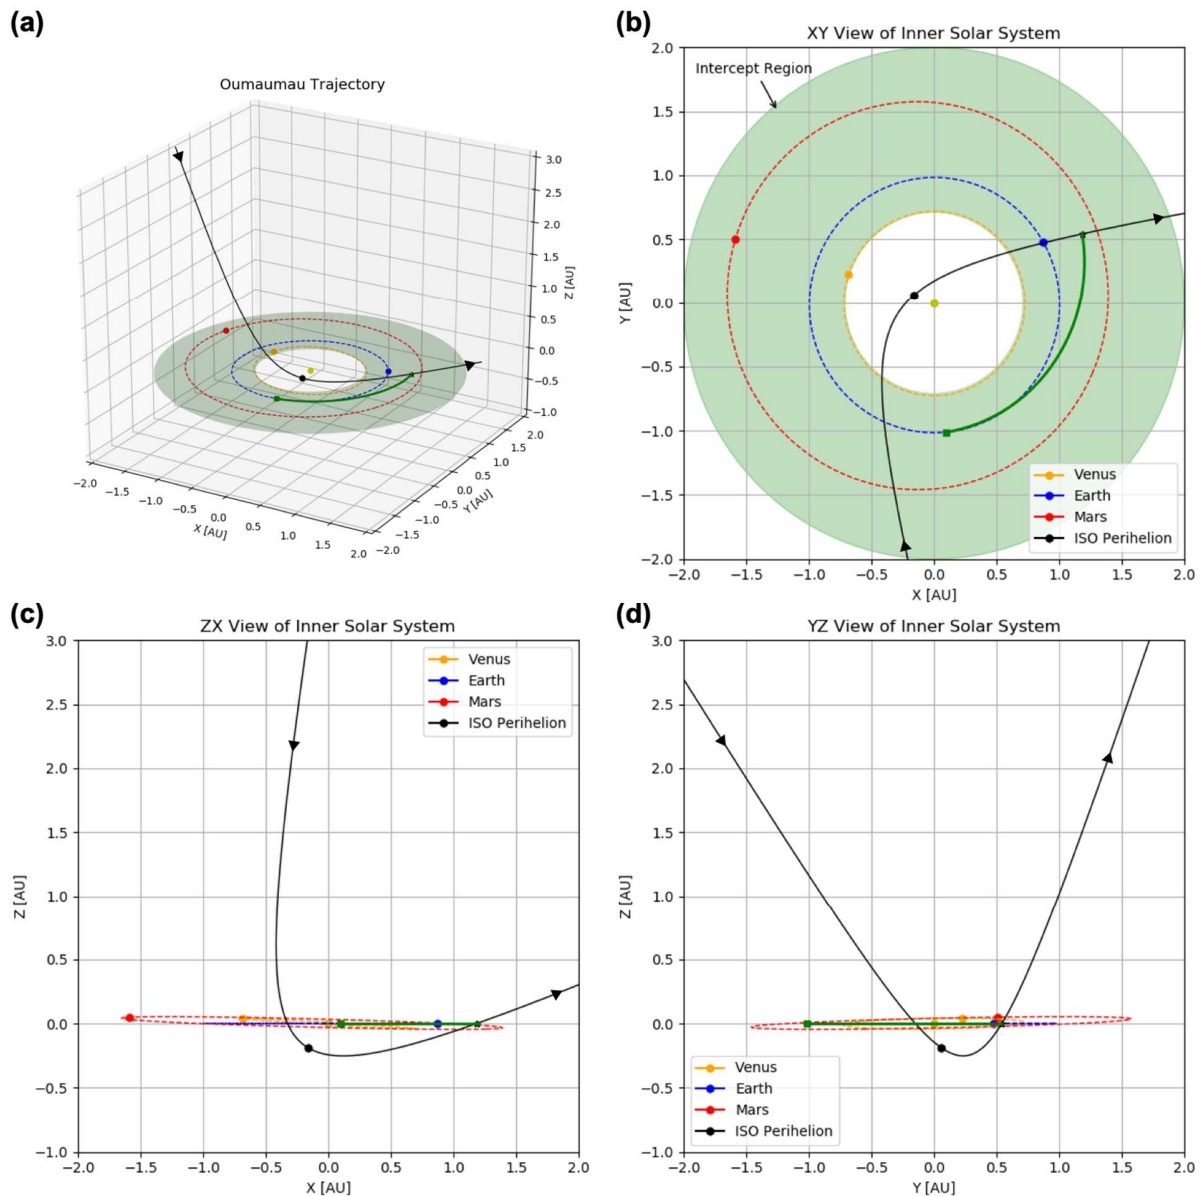 (a)
Oumaumau Trajectory
3.0
2.5
2.0
1.5
1.0
0.5
0.0
−0.5
−1.0
Z [AU]
−2.0 −1.5 −1.0 −0.5 0.0 0.5 1.0 1.5 2.0
X [AU]
−2.0 −1.5 −1.0 −0.5 0.0 0.5 1.0 1.5 2.0
Y [AU]
(b)
XY View of Inner Solar System
Intercept Region
2.0
1.5
1.0
0.5
0.0
−0.5
−1.0
−1.5
−2.0
Y [AU]
Venus
Earth
Mars
ISO Perihelion
−2.0 −1.5 −1.0 −0.5 0.0 0.5 1.0 1.5 2.0
X [AU]
(c)
ZX View of Inner Solar System
Venus
Earth
Mars
ISO Perihelion
3.0
2.5
2.0
1.5
1.0
0.5
0.0
−0.5
−1.0
Z [AU]
−2.0 −1.5 −1.0 −0.5 0.0 0.5 1.0 1.5 2.0
X [AU]
(d)
YZ View of Inner Solar System
3.0
2.5
2.0
1.5
1.0
0.5
0.0
−0.5
−1.0
Z [AU]
Venus
Earth
Mars
ISO Perihelion
−2.0 −1.5 −1.0 −0.5 0.0 0.5 1.0 1.5 2.0
Y [AU]